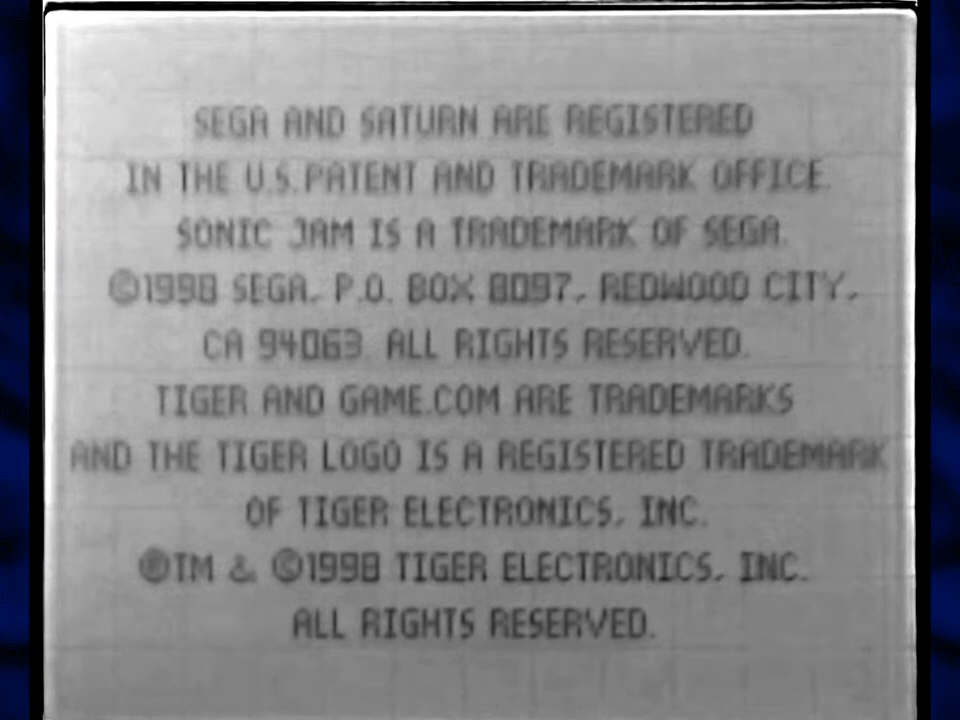 SEGA AND SATURN ARE REGISTERED
IN THE U.S.PATENT AND TRADEMARK OFFICE.
SONIC JAM IS A TRADEMARK OF SEGA.
©1998 SEGA, P.O. BOX 8097, REDWOOD CITY,
CA 94063. ALL RIGHTS RESERVED.
TIGER AND GAME.COM ARE TRADEMARKS
AND THE TIGER LOGO IS A REGISTERED TRADEMARK
OF TIGER ELECTRONICS, INC.
®TM & ©1998 TIGER ELECTRONICS, INC.
ALL RIGHTS RESERVED.